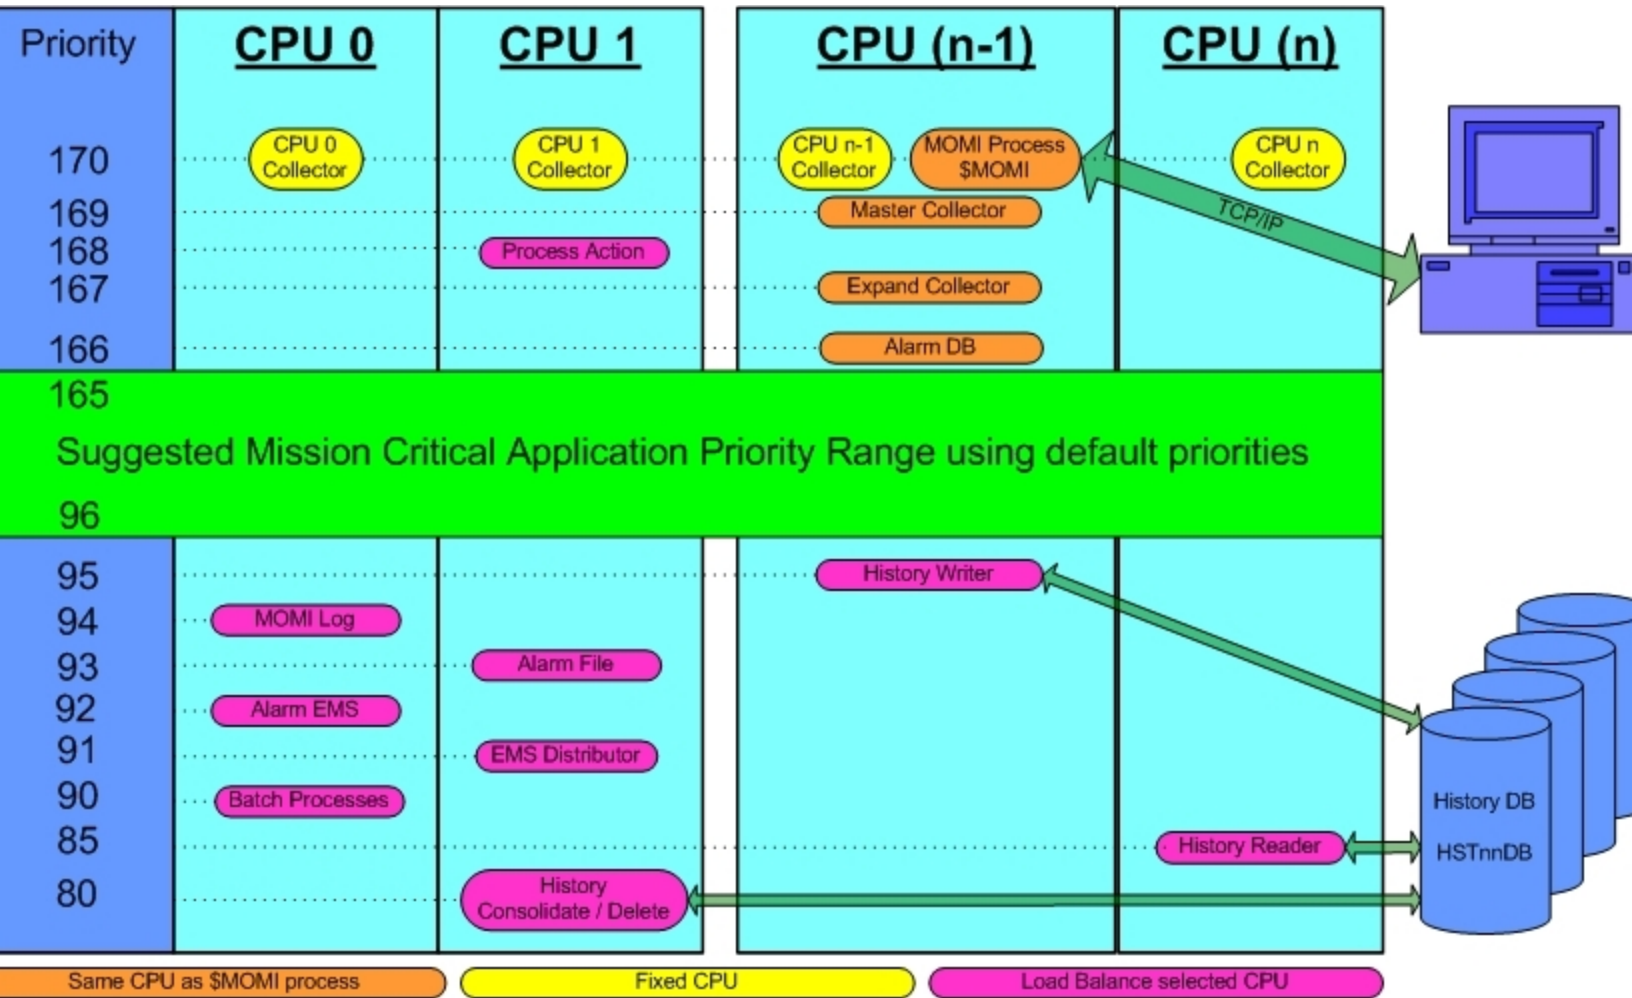 Priority
CPU 0
CPU 1
CPU (n-1)
CPU (n)
170
CPU 0
Collector
CPU 1
Collector
CPU n-1
Collector
MOMI Process
$MOMI
CPU n
Collector
TCP/IP
169
Master Collector
168
Process Action
167
Expand Collector
166
Alarm DB
165
Suggested Mission Critical Application Priority Range using default priorities
96
95
History Writer
94
MOMI Log
93
Alarm File
92
Alarm EMS
91
EMS Distributor
90
Batch Processes
85
History Reader
80
History
Consolidate / Delete
History DB
HSTnnDB
Same CPU as $MOMI process
Fixed CPU
Load Balance selected CPU